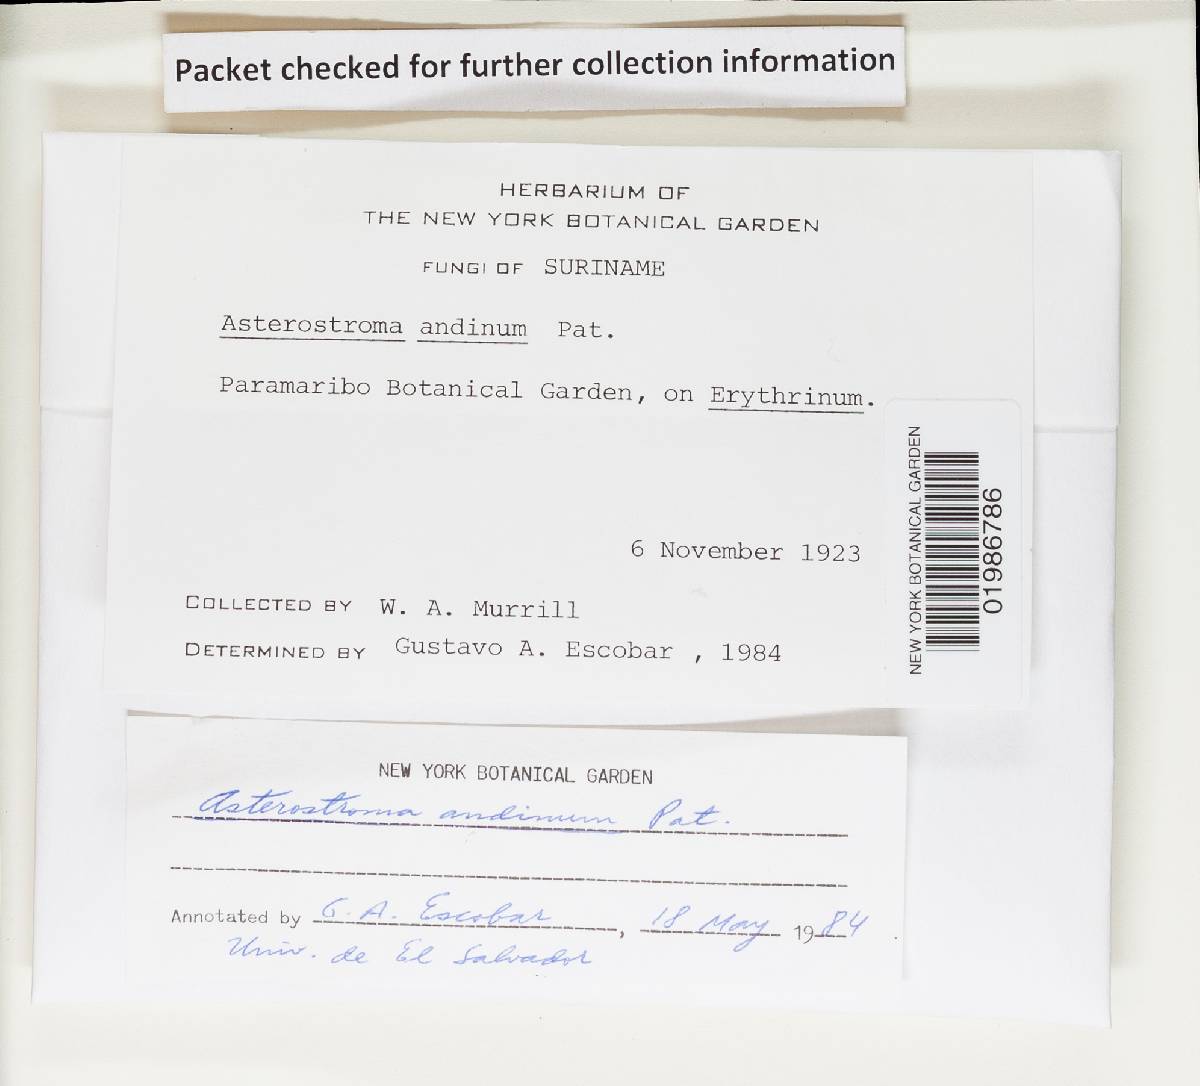 Packet checked for further collection information
HERBARIUM OF
THE NEW YORK BOTANICAL GARDEN
FUNGI OF SURINAME
Asterostroma andinum Pat.
Paramaribo Botanical Garden, on Erythrinum.
6 November 1923
COLLECTED BY W. A. Murrill
DETERMINED BY Gustavo A. Escobar , 1984
NEW YORK BOTANICAL GARDEN
01986786
NEW YORK BOTANICAL GARDEN
Asterostroma andinum Pat.
Annotated by G. A. Escobar, 18 May 1984.
Univ. de El Salvador